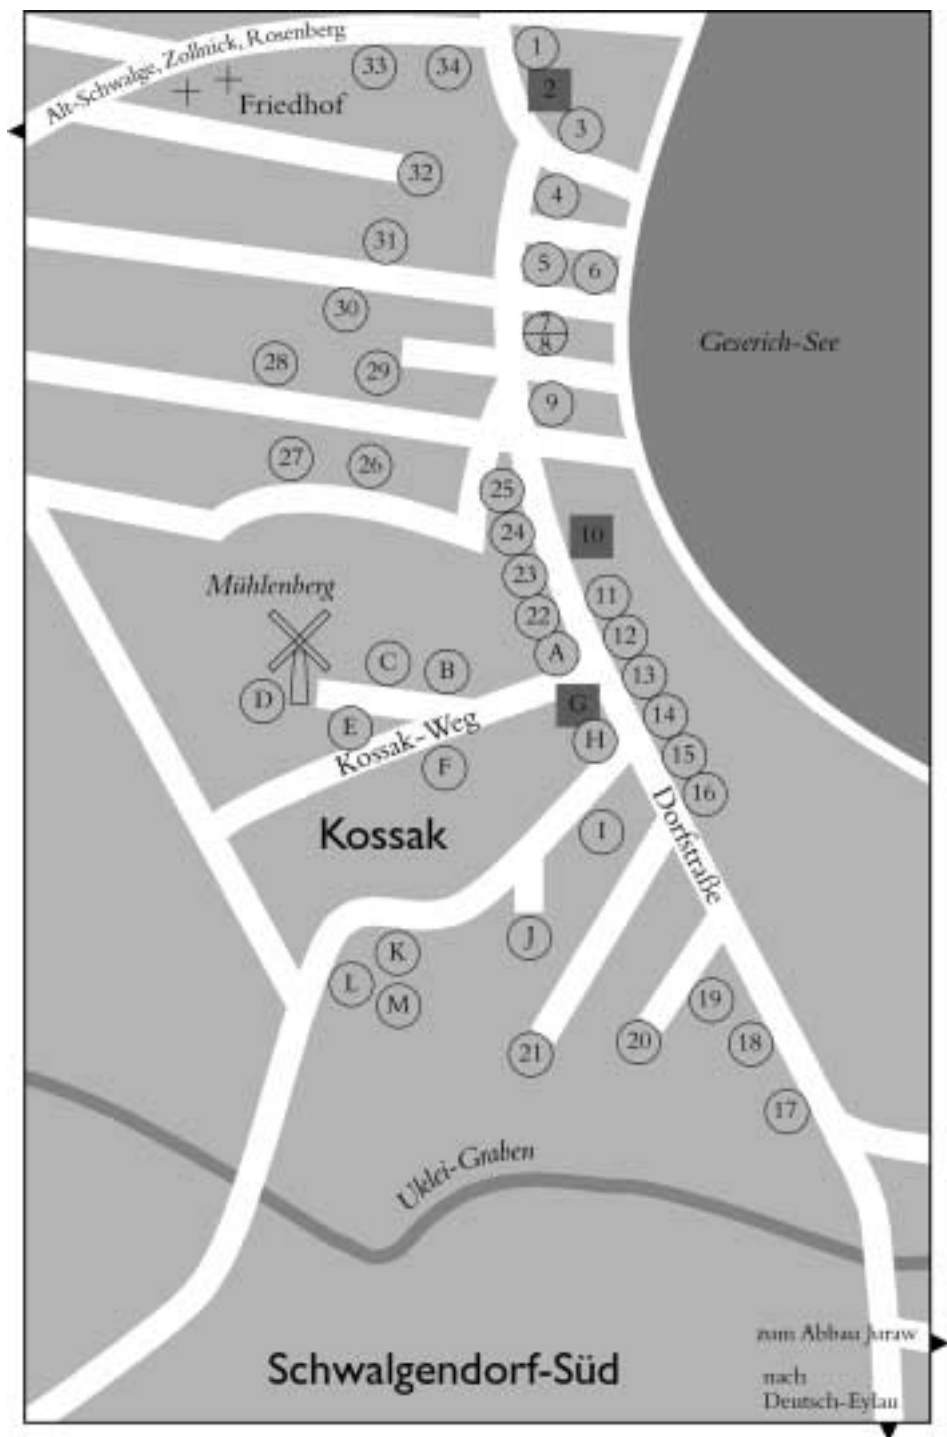 Alt-Schwalge, Zollnick, Rosenberg
33
34
1
2
Friedhof
3
32
4
31
5
6
30
7
8
Geserich-See
28
29
9
27
26
25
24
10
23
Mühlenberg
11
22
12
A
C
B
13
D
G
14
E
H
Kossak-Weg
15
F
16
Kossak
I
Dorfstraße
J
K
L
M
19
20
18
21
17
Uklei-Graben
zum Abbau Juraw
Schwalgendorf-Süd
nach
Deutsch-Eylau